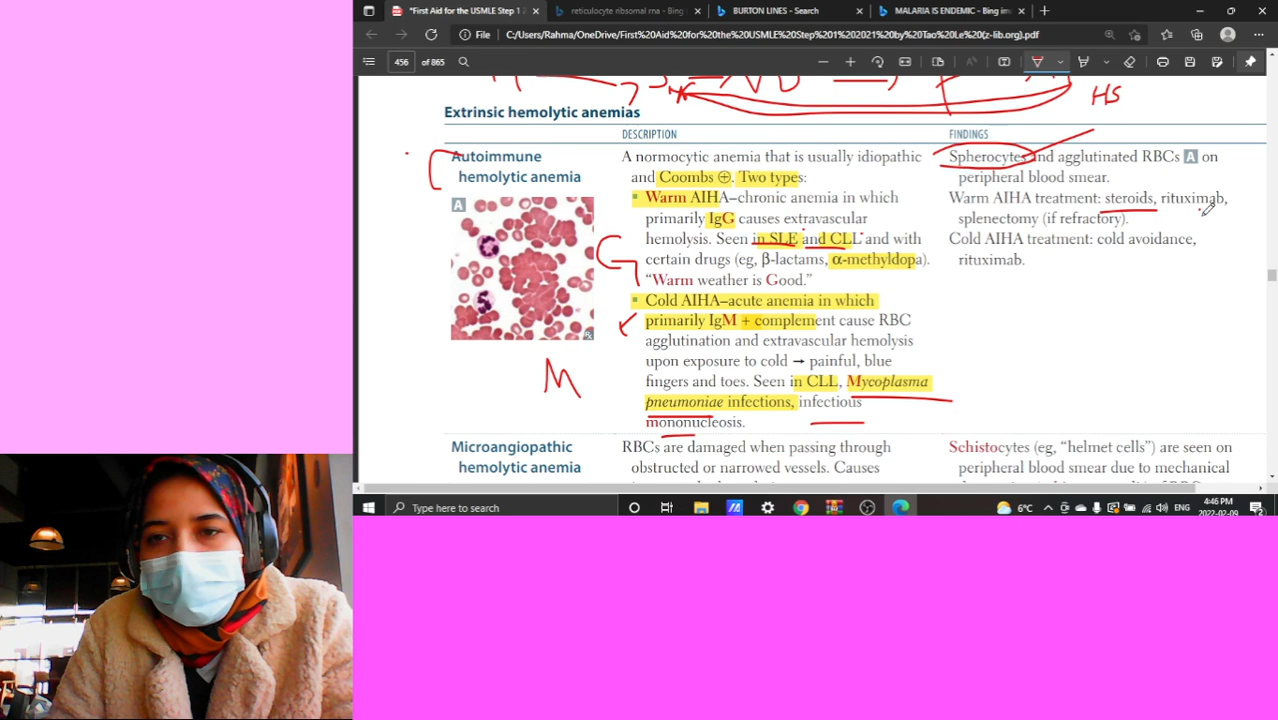 "First Aid for the USMLE Step 1 2
reticulocyte ribsomal rna - Bing I
BURTON LINES - Search
MALARIA IS ENDEMIC - Bing im
File C:/Users/Rahma/OneDrive/First%20Aid%20for%20the%20USMLE%20Step%201%202021%20by%20Tao%20Le%20(z-lib.org).pdf
456 of 865
HS
Extrinsic hemolytic anemias
DESCRIPTION FINDINGS
Autoimmune
hemolytic anemia
A
A normocytic anemia that is usually idiopathic
and Coombs ⊕. Two types:
▪ Warm AIHA–chronic anemia in which
primarily IgG causes extravascular
hemolysis. Seen in SLE and CLL and with
certain drugs (eg, β-lactams, α-methyldopa).
"Warm weather is Good."
▪ Cold AIHA–acute anemia in which
primarily IgM + complement cause RBC
agglutination and extravascular hemolysis
upon exposure to cold → painful, blue
fingers and toes. Seen in CLL, Mycoplasma
pneumoniae infections, infectious
mononucleosis.
Spherocytes and agglutinated RBCs A on
peripheral blood smear.
Warm AIHA treatment: steroids, rituximab,
splenectomy (if refractory).
Cold AIHA treatment: cold avoidance,
rituximab.
M
Microangiopathic
hemolytic anemia
RBCs are damaged when passing through
obstructed or narrowed vessels. Causes
Schistocytes (eg, "helmet cells") are seen on
peripheral blood smear due to mechanical
Type here to search
6°C
ENG
4:46 PM
2022-02-09